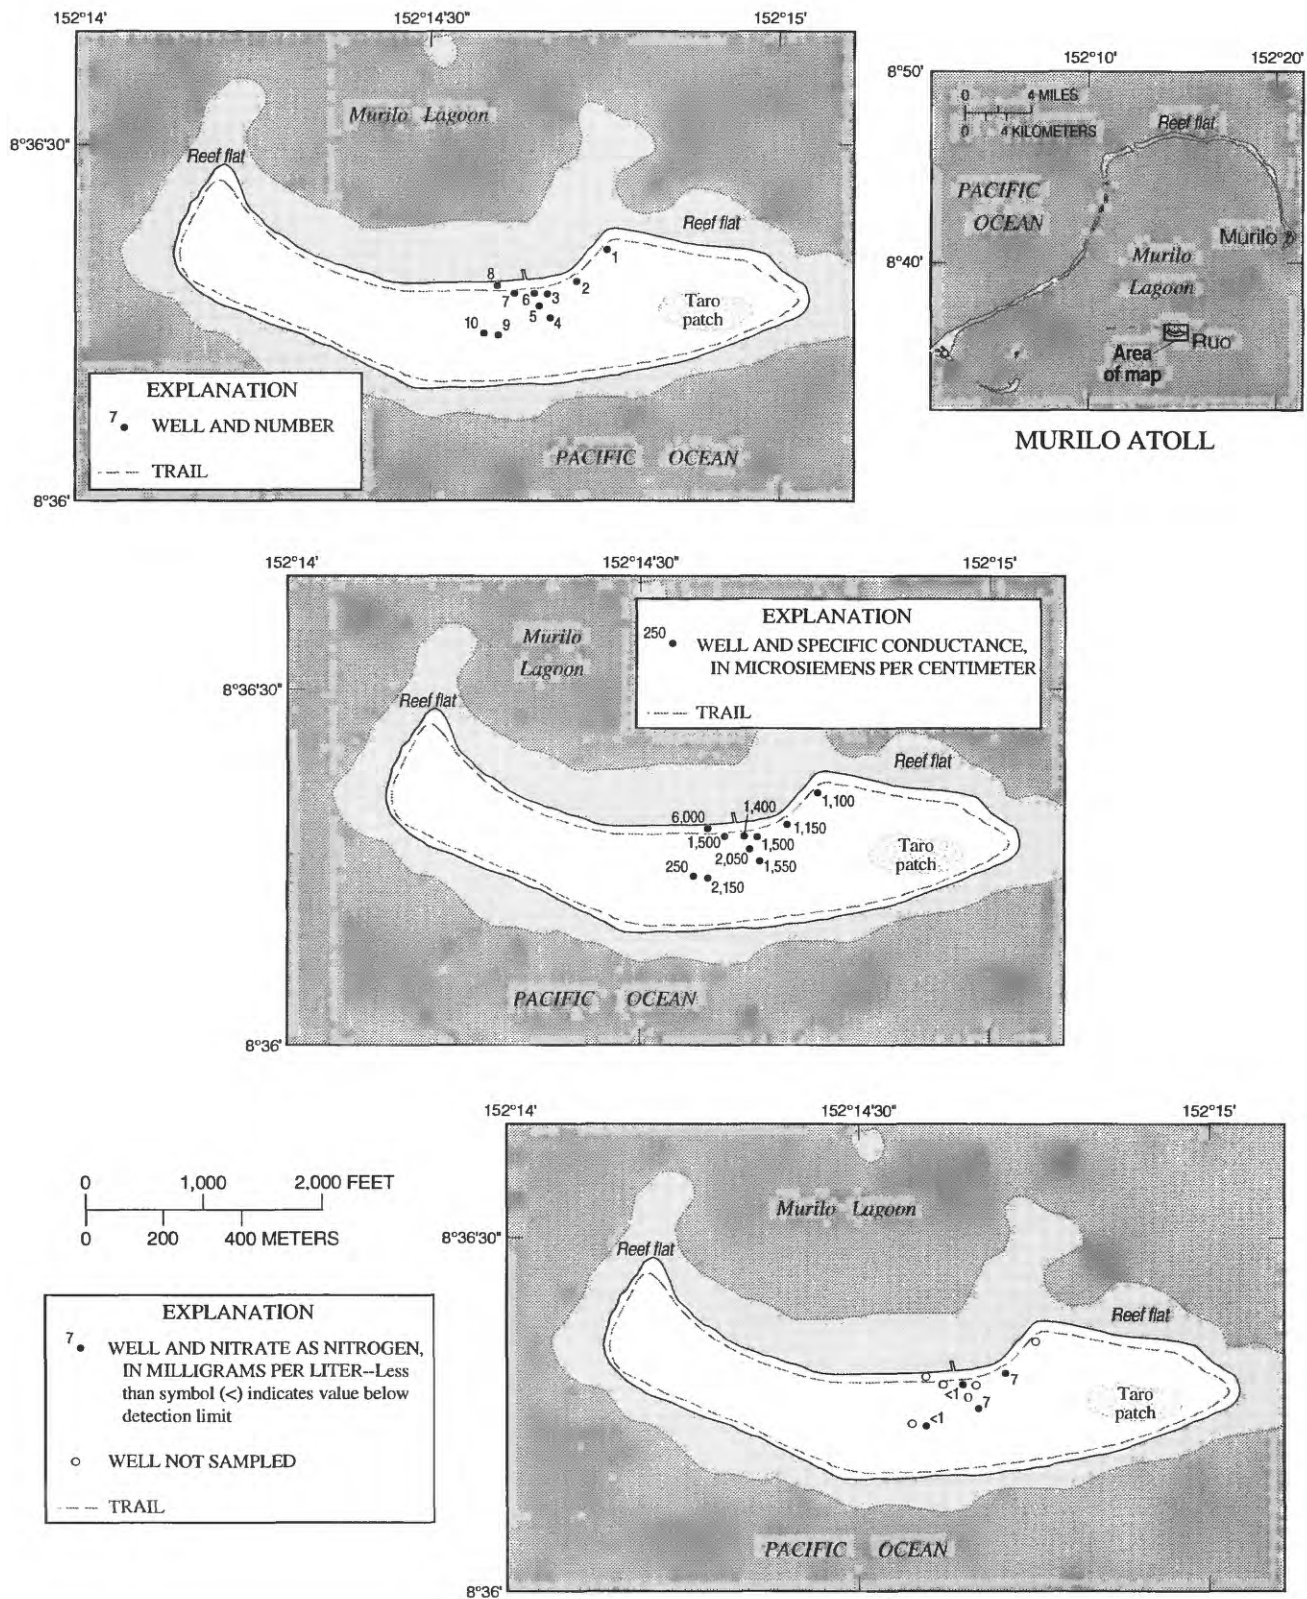 152°14'
152°14'30"
152°15'
8°36'30"
8°36'
Murilo Lagoon
Reef flat
Reef flat
1
2
3
4
5
6
7
8
9
10
Taro
patch
EXPLANATION
7 WELL AND NUMBER
TRAIL
PACIFIC OCEAN
152°10'
152°20'
8°50'
8°40'
0 4 MILES
0 4 KILOMETERS
Reef flat
PACIFIC
OCEAN
Murilo
Murilo
Lagoon
Ruo
Area
of map
MURILO ATOLL
152°14'
152°14'30"
152°15'
8°36'30"
8°36'
Murilo
Lagoon
EXPLANATION
250 WELL AND SPECIFIC CONDUCTANCE,
IN MICROSIEMENS PER CENTIMETER
TRAIL
Reef flat
Reef flat
1,400
1,100
6,000
1,150
1,500
1,500
2,050
1,550
250
2,150
Taro
patch
PACIFIC OCEAN
152°14'
152°14'30"
152°15'
8°36'30"
8°36'
Murilo Lagoon
Reef flat
Reef flat
7
<1
7
<1
Taro
patch
PACIFIC OCEAN
0 1,000 2,000 FEET
0 200 400 METERS
EXPLANATION
7 WELL AND NITRATE AS NITROGEN,
IN MILLIGRAMS PER LITER--Less
than symbol (<) indicates value below
detection limit
WELL NOT SAMPLED
TRAIL